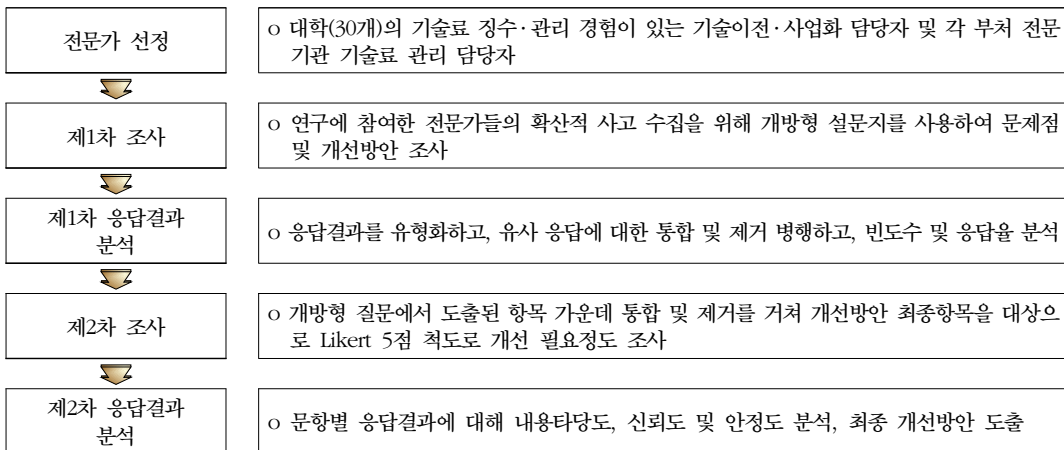 전문가 선정
o 대학(30개)의 기술료 징수·관리 경험이 있는 기술이전·사업화 담당자 및 각 부처 전문
기관 기술료 관리 담당자
제1차 조사
o 연구에 참여한 전문가들의 확산적 사고 수집을 위해 개방형 설문지를 사용하여 문제점
및 개선방안 조사
제1차 응답결과
분석
o 응답결과를 유형화하고, 유사 응답에 대한 통합 및 제거 병행하고, 빈도수 및 응답율 분석
제2차 조사
o 개방형 질문에서 도출된 항목 가운데 통합 및 제거를 거쳐 개선방안 최종항목을 대상으
로 Likert 5점 척도로 개선 필요정도 조사
제2차 응답결과
분석
o 문항별 응답결과에 대해 내용타당도, 신뢰도 및 안정도 분석, 최종 개선방안 도출